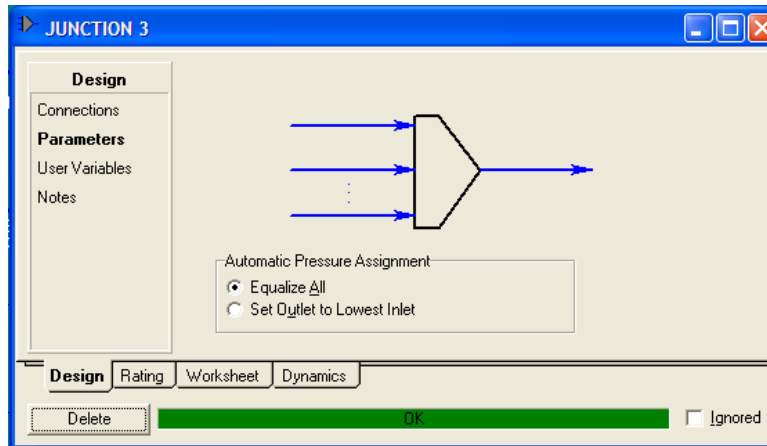 JUNCTION 3
Design
Connections
Parameters
User Variables
Notes
Automatic Pressure Assignment
Equalize All
Set Outlet to Lowest Inlet
Design Rating Worksheet Dynamics
Delete OK Ignored